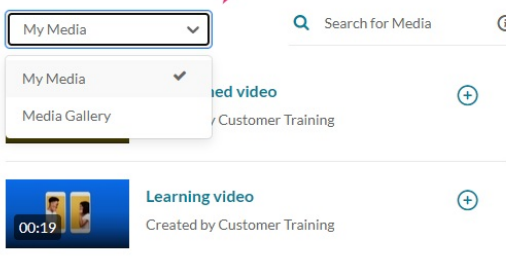 My Media
Search for Media
My Media
Media Gallery
ned video
y Customer Training
Learning video
Created by Customer Training
00:19